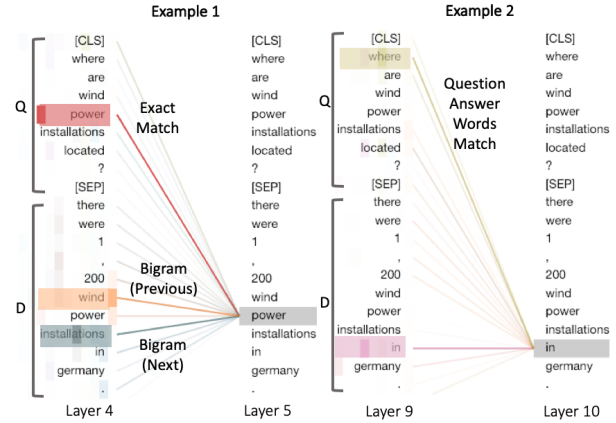 Example 1
Q
D
[CLS]
where
are
wind
power
installations
located
?
[SEP]
there
were
1
,
200
wind
power
installations
in
germany
.
Layer 4
Exact
Match
Bigram
(Previous)
Bigram
(Next)
[CLS]
where
are
wind
power
installations
located
?
[SEP]
there
were
1
,
200
wind
power
installations
in
germany
.
Layer 5
Example 2
Q
D
[CLS]
where
are
wind
power
installations
located
?
[SEP]
there
were
1
,
200
wind
power
installations
in
germany
.
Layer 9
Question
Answer
Words
Match
[CLS]
where
are
wind
power
installations
located
?
[SEP]
there
were
1
,
200
wind
power
installations
in
germany
.
Layer 10